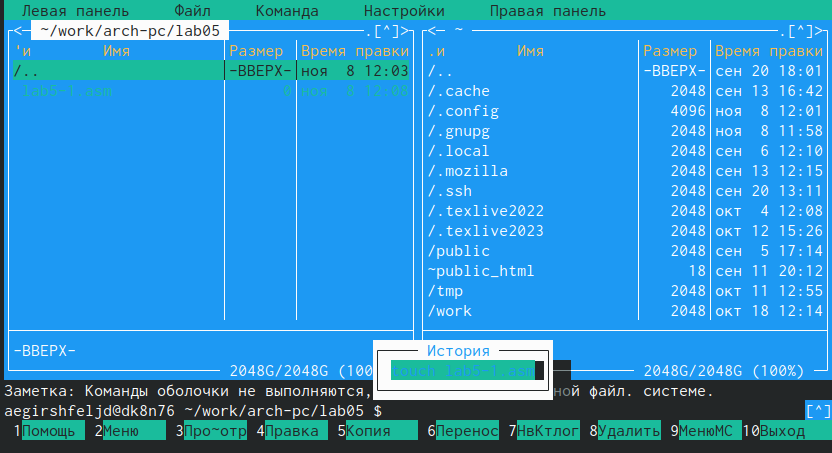 Левая панель Файл Команда Настройки Правая панель
<─ ~/work/arch-pc/lab05 .[^]> <─ ~ .[^]>
'и Имя Размер Время правки .и Имя Размер Время правки
/.. -ВВЕРХ- ноя 8 12:03 /.. -ВВЕРХ- сен 20 18:01
lab5-1.asm 0 ноя 8 12:08 /.cache 2048 сен 13 16:42
/.config 4096 ноя 8 12:01
/.gnupg 2048 ноя 8 11:58
/.local 2048 сен 6 12:10
/.mozilla 2048 сен 13 12:15
/.ssh 2048 сен 20 13:11
/.texlive2022 2048 окт 4 12:08
/.texlive2023 2048 окт 12 15:26
/public 2048 сен 5 17:14
~public_html 18 сен 11 20:12
/tmp 2048 окт 11 12:55
/work 2048 окт 18 12:14
-ВВЕРХ-
История
touch lab5-1.asm
2048G/2048G (100 2048G/2048G (100%)
Заметка: Команды оболочки не выполняются, ной файл. системе.
aegirshfeljd@dk8n76 ~/work/arch-pc/lab05 $ [^]
1Помощь 2Меню 3Про~отр 4Правка 5Копия 6Перенос 7НвКтлог 8Удалить 9МенюМС 10Выход